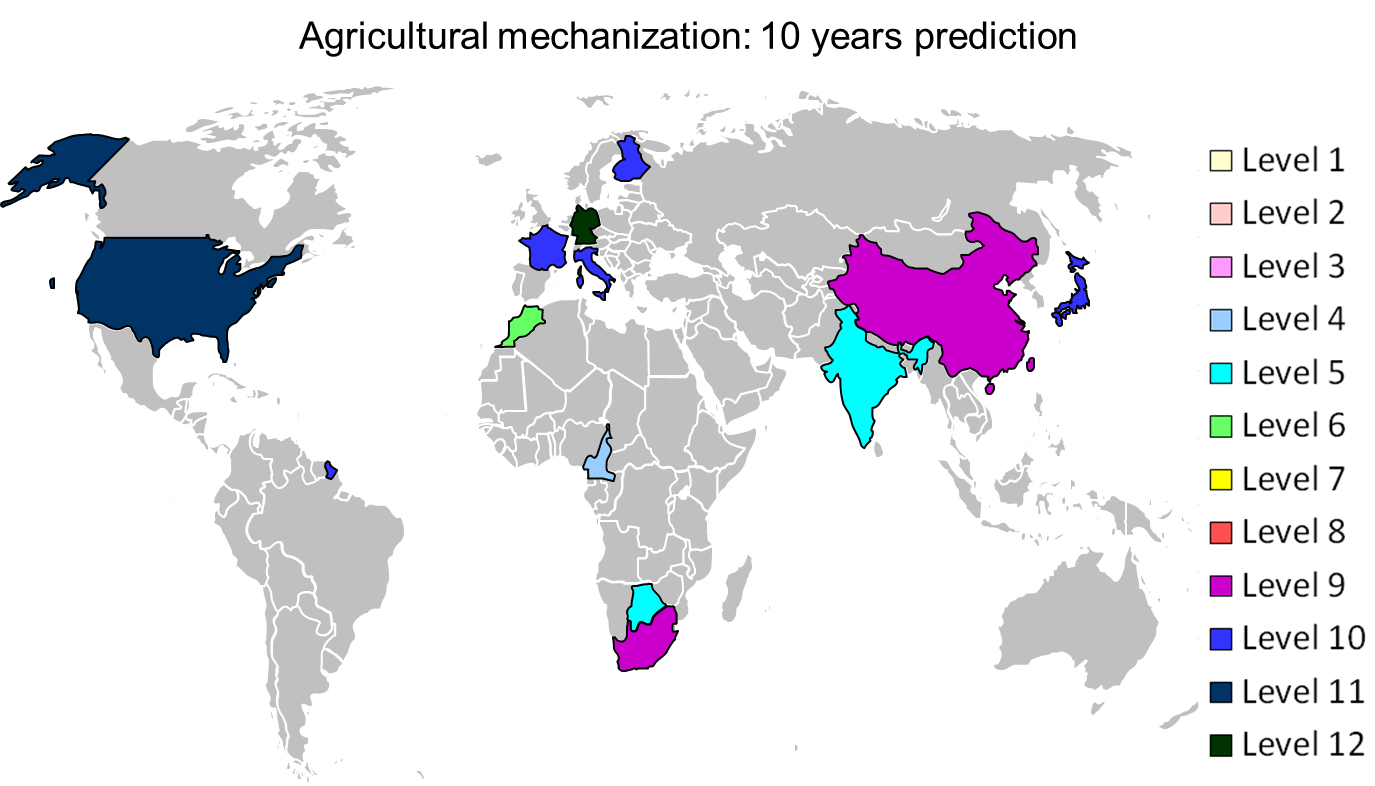 Agricultural mechanization: 10 years prediction
Level 1
Level 2
Level 3
Level 4
Level 5
Level 6
Level 7
Level 8
Level 9
Level 10
Level 11
Level 12